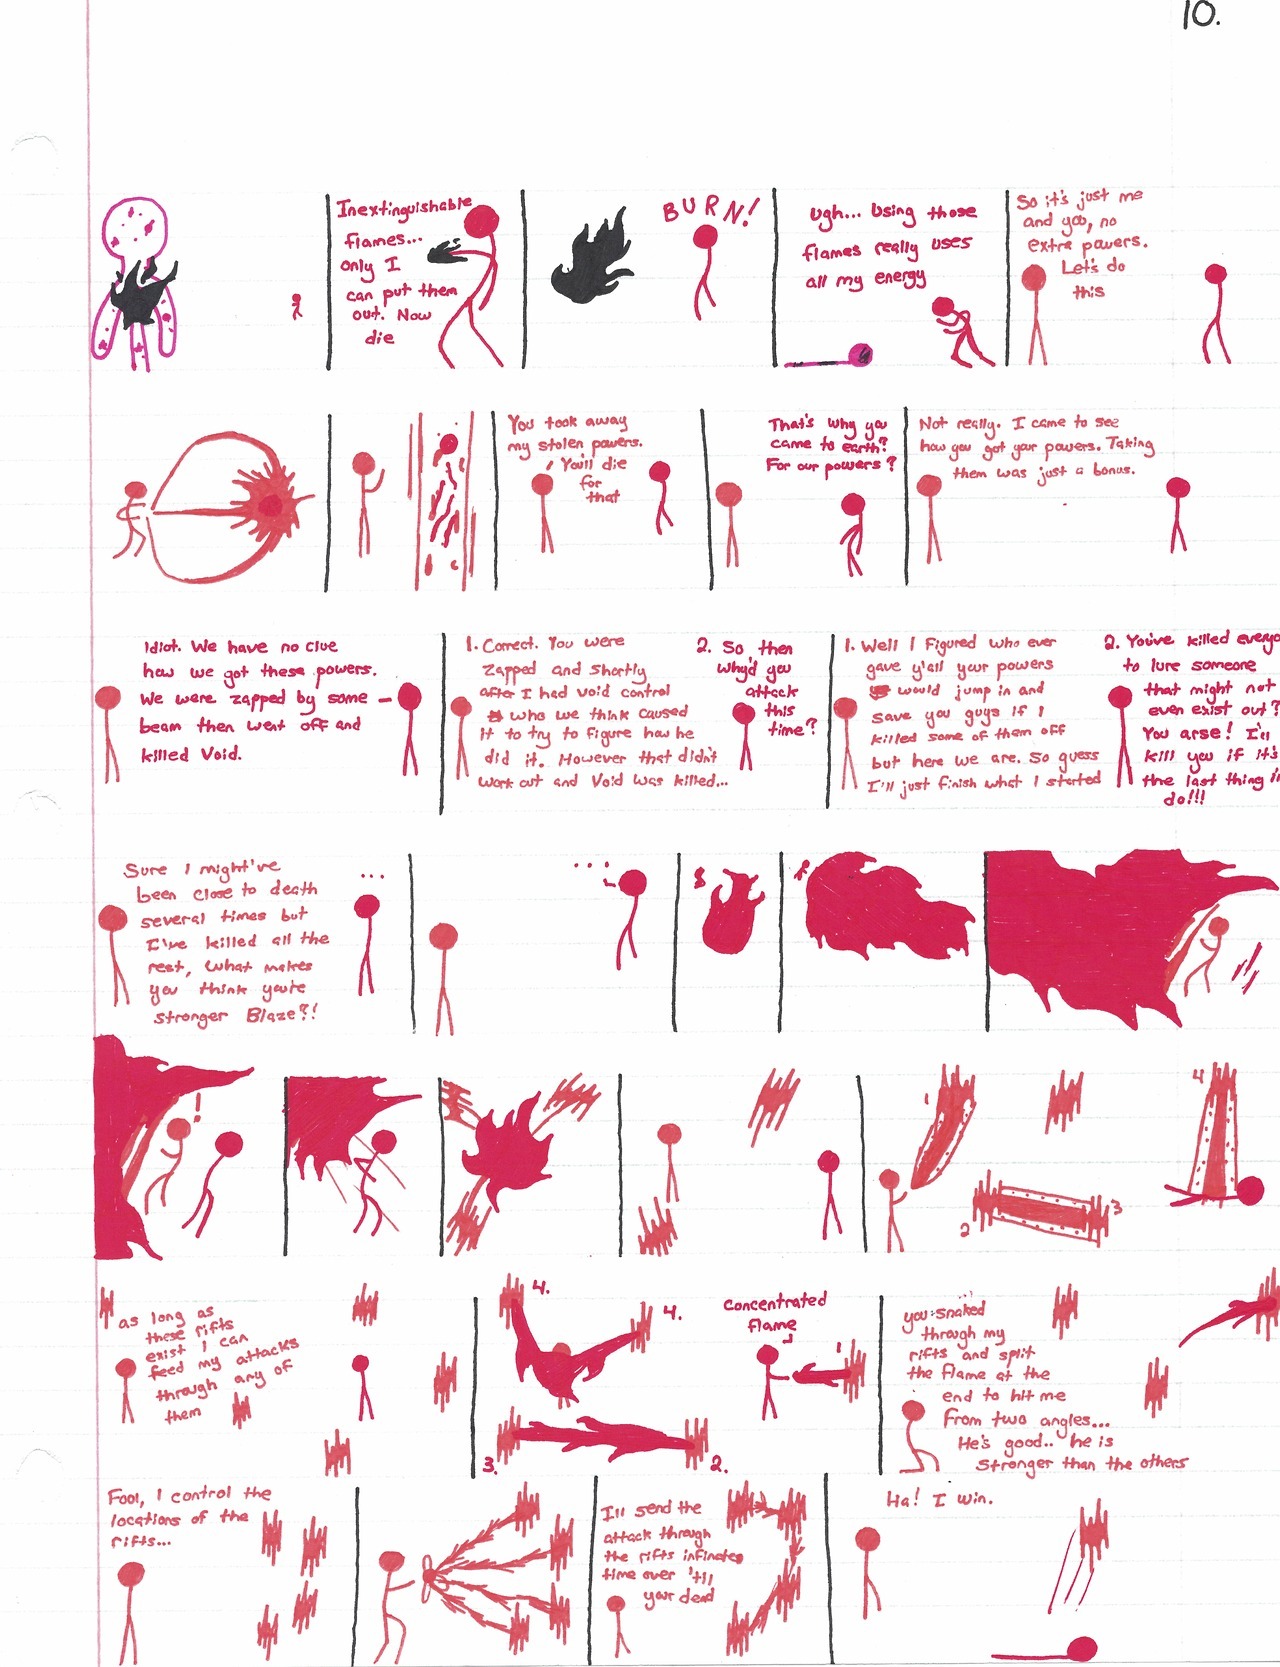 10.
Inextinguishable
flames...
only I
can put them
out. Now
die
BURN!
Ugh... Using those
flames really uses
all my energy
So it's just me
and you, no
extra powers.
Let's do
this
You took away
my stolen powers.
You'll die
for
that
That's why you
came to earth?
For our powers?
Not really. I came to see
how you got your powers. Taking
them was just a bonus.
Idiot. We have no clue
how we got these powers.
We were zapped by some
beam then went off and
killed Void.
1. Correct. You were
zapped and shortly
after I had void control
who we think caused
it to try to figure how he
did it. However that didn't
work out and Void was killed...
2. So then
why'd you
attack
this
time?
1. Well I figured who ever
gave y'all your powers
would jump in and
save you guys if I
killed some of them off
but here we are. So guess
I'll just finish what I started
2. You've killed everyo
to lure someone
that might not
even exist out?
You arse! I'll
kill you if it's
the last thing I
do!!!
Sure I might've
been close to death
several times but
I've killed all the
rest, what makes
you think you're
stronger Blaze?!
...
...
!
1
2
3
4
as long as
these rifts
exist I can
feed my attacks
through any of
them
4.
4.
Concentrated
flame
1
3.
2.
you snaked
through my
rifts and split
the flame at the
end to hit me
from two angles...
He's good.. he is
stronger than the others
Fool, I control the
locations of the
rifts...
I'll send the
attack through
the rifts infinates
time over 'till
your dead
Ha! I win.